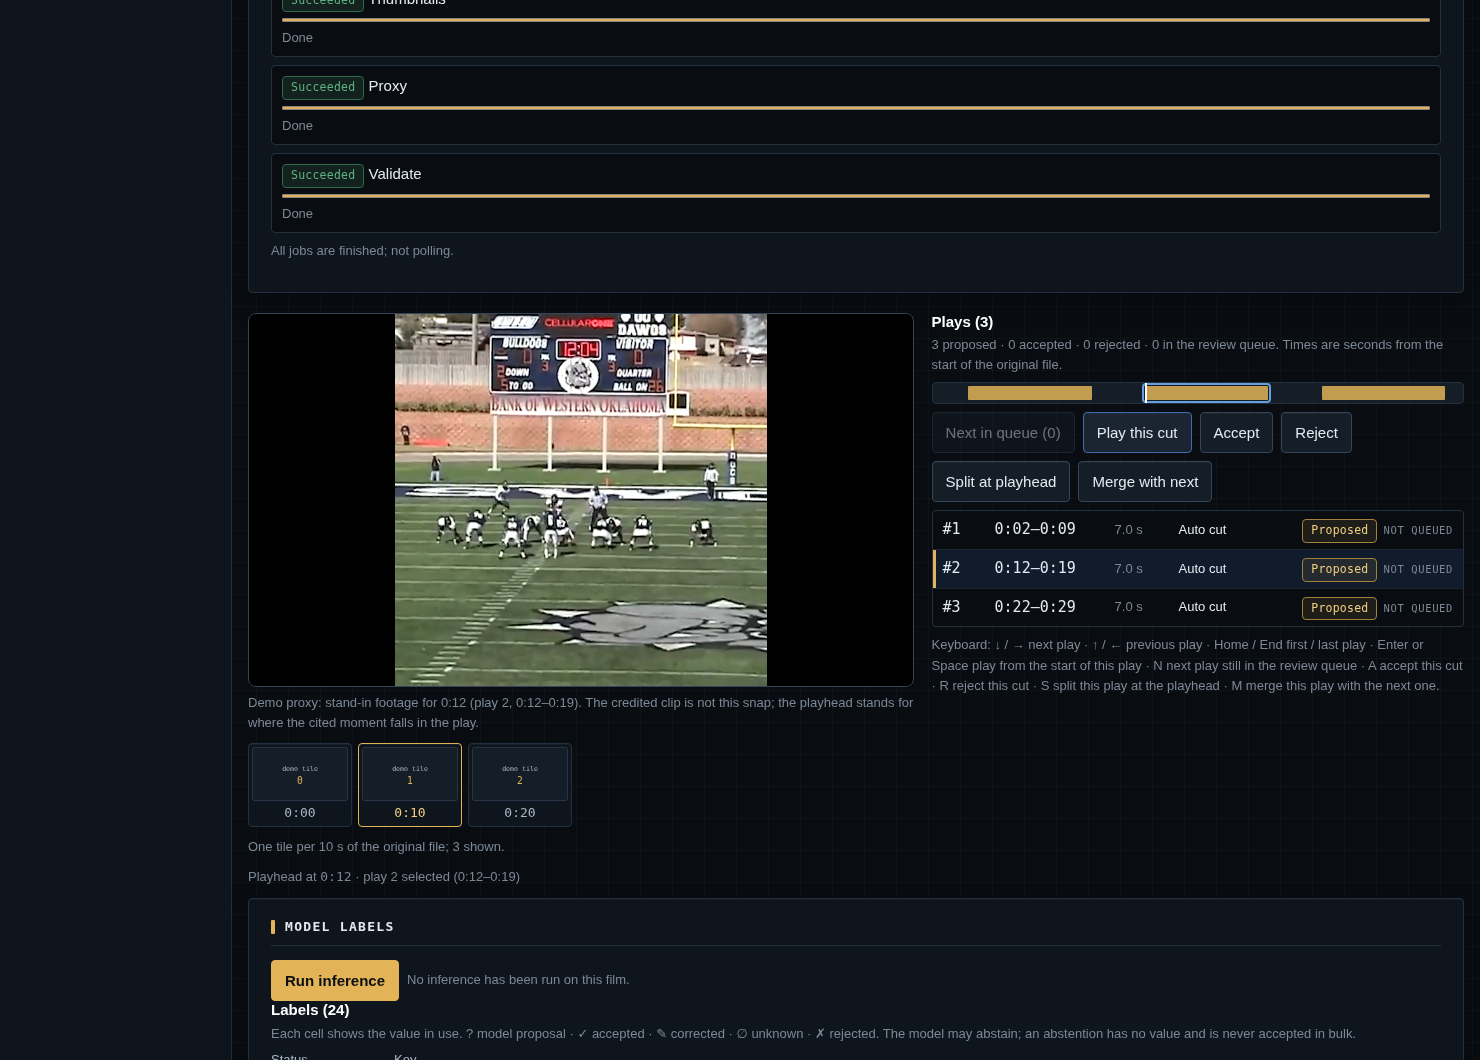 Succeeded Thumbnails
Done
Succeeded Proxy
Done
Succeeded Validate
Done
All jobs are finished; not polling.
CELLULARONE
DAWGS
BULLDOGS VISITOR
12:04
DOWN 3 3 QUARTER
TO GO BALL ON 26
BANK OF WESTERN OKLAHOMA
Demo proxy: stand-in footage for 0:12 (play 2, 0:12–0:19). The credited clip is not this snap; the playhead stands for
where the cited moment falls in the play.
demo tile demo tile demo tile
0 1 2
0:00 0:10 0:20
One tile per 10 s of the original file; 3 shown.
Playhead at 0:12 · play 2 selected (0:12–0:19)
Plays (3)
3 proposed · 0 accepted · 0 rejected · 0 in the review queue. Times are seconds from the
start of the original file.
Next in queue (0) Play this cut Accept Reject
Split at playhead Merge with next
#1 0:02–0:09 7.0 s Auto cut Proposed NOT QUEUED
#2 0:12–0:19 7.0 s Auto cut Proposed NOT QUEUED
#3 0:22–0:29 7.0 s Auto cut Proposed NOT QUEUED
Keyboard: ↓ / → next play · ↑ / ← previous play · Home / End first / last play · Enter or
Space play from the start of this play · N next play still in the review queue · A accept this cut
· R reject this cut · S split this play at the playhead · M merge this play with the next one.
MODEL LABELS
Run inference No inference has been run on this film.
Labels (24)
Each cell shows the value in use. ? model proposal · ✓ accepted · ✎ corrected · ∅ unknown · ✗ rejected. The model may abstain; an abstention has no value and is never accepted in bulk.
Status Key